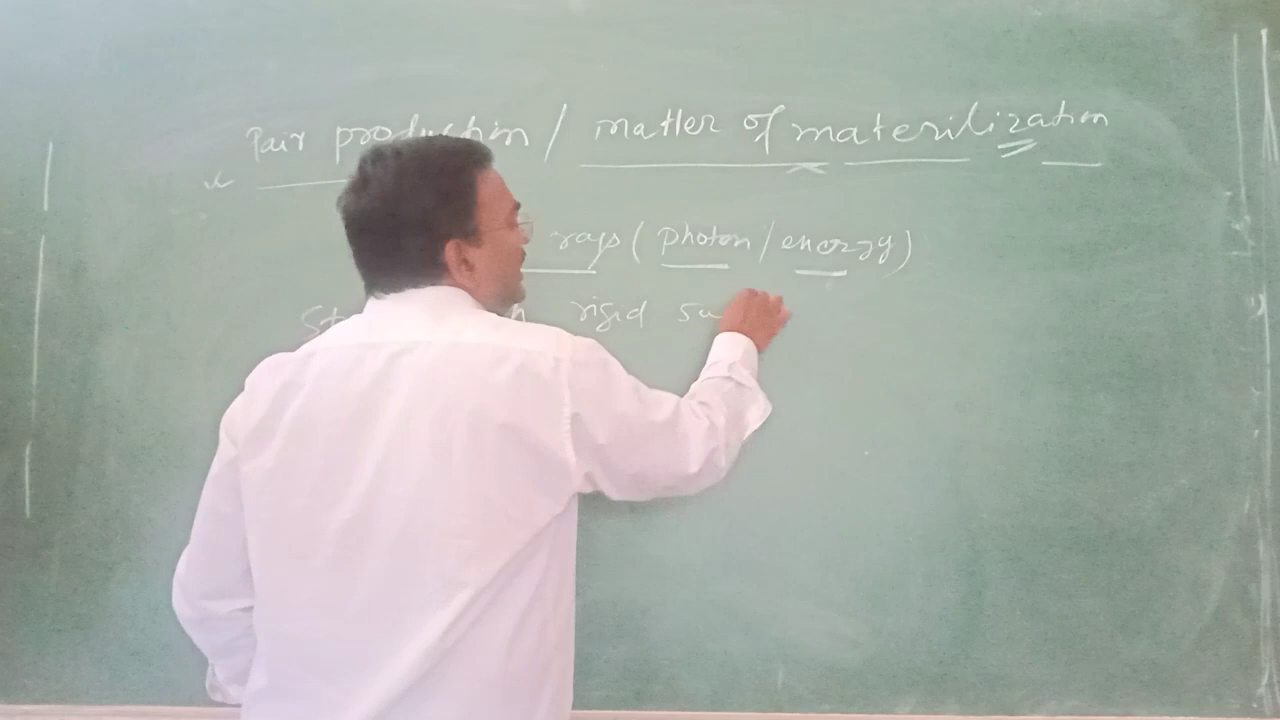 Pair production / matter of materilization
rays ( photon / energy )
rigid su